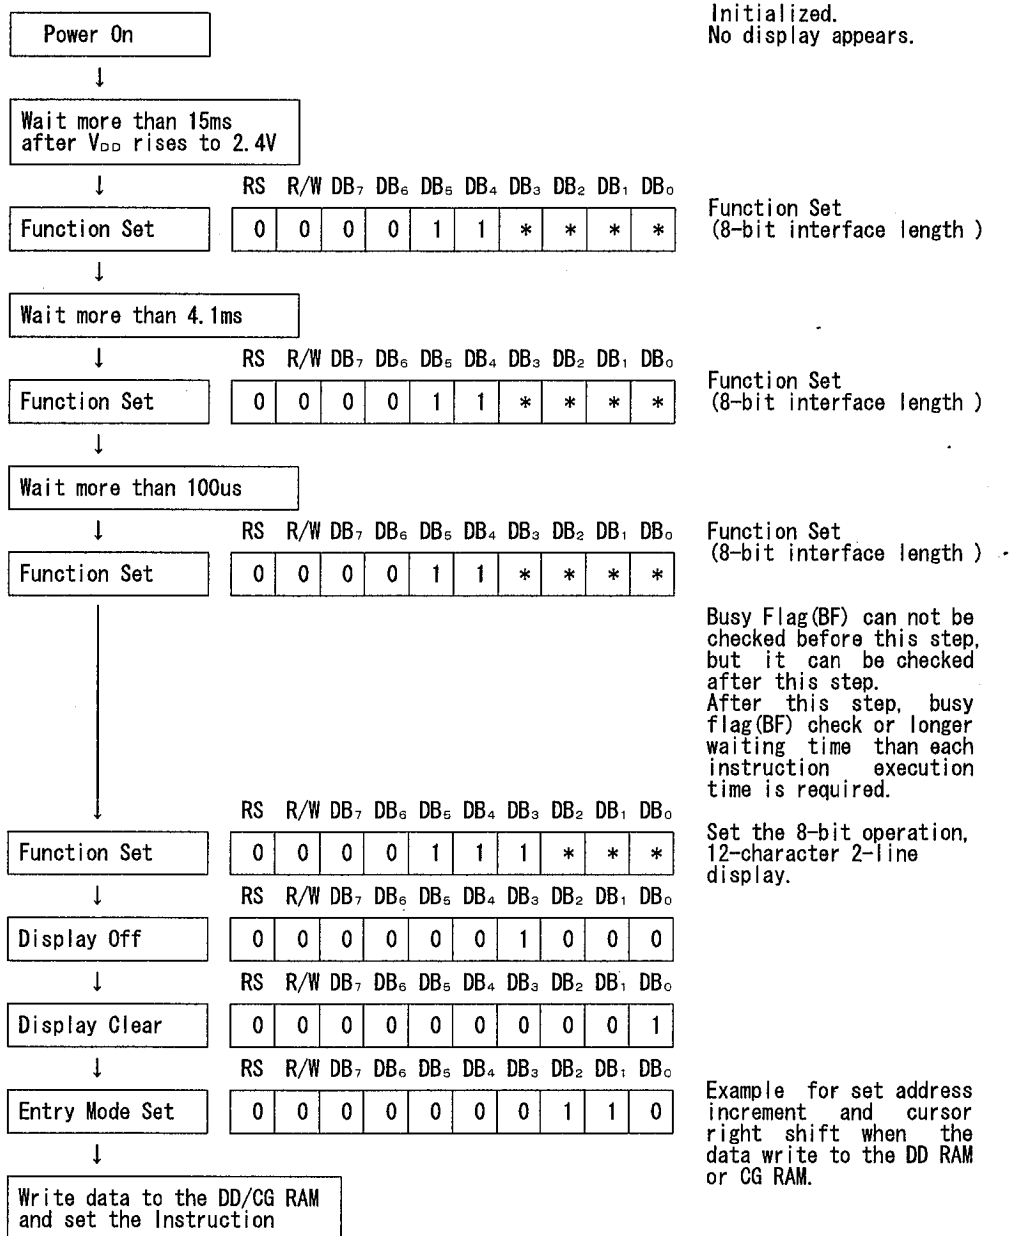 Power On
Initialized.
No display appears.
↓
Wait more than 15ms
after VDD rises to 2.4V
↓
RS R/W DB₇ DB₆ DB₅ DB₄ DB₃ DB₂ DB₁ DB₀
Function Set
0 0 0 0 1 1 * * * *
Function Set
(8-bit interface length )
↓
Wait more than 4.1ms
↓
RS R/W DB₇ DB₆ DB₅ DB₄ DB₃ DB₂ DB₁ DB₀
Function Set
0 0 0 0 1 1 * * * *
Function Set
(8-bit interface length )
↓
Wait more than 100us
↓
RS R/W DB₇ DB₆ DB₅ DB₄ DB₃ DB₂ DB₁ DB₀
Function Set
0 0 0 0 1 1 * * * *
Function Set
(8-bit interface length )
Busy Flag(BF) can not be
checked before this step,
but it can be checked
after this step.
After this step, busy
flag(BF) check or longer
waiting time than each
instruction execution
time is required.
↓
RS R/W DB₇ DB₆ DB₅ DB₄ DB₃ DB₂ DB₁ DB₀
Function Set
0 0 0 0 1 1 1 * * *
Set the 8-bit operation,
12-character 2-line
display.
↓
RS R/W DB₇ DB₆ DB₅ DB₄ DB₃ DB₂ DB₁ DB₀
Display Off
0 0 0 0 0 0 1 0 0 0
↓
RS R/W DB₇ DB₆ DB₅ DB₄ DB₃ DB₂ DB₁ DB₀
Display Clear
0 0 0 0 0 0 0 0 0 1
↓
RS R/W DB₇ DB₆ DB₅ DB₄ DB₃ DB₂ DB₁ DB₀
Entry Mode Set
0 0 0 0 0 0 0 1 1 0
Example for set address
increment and cursor
right shift when the
data write to the DD RAM
or CG RAM.
↓
Write data to the DD/CG RAM
and set the Instruction